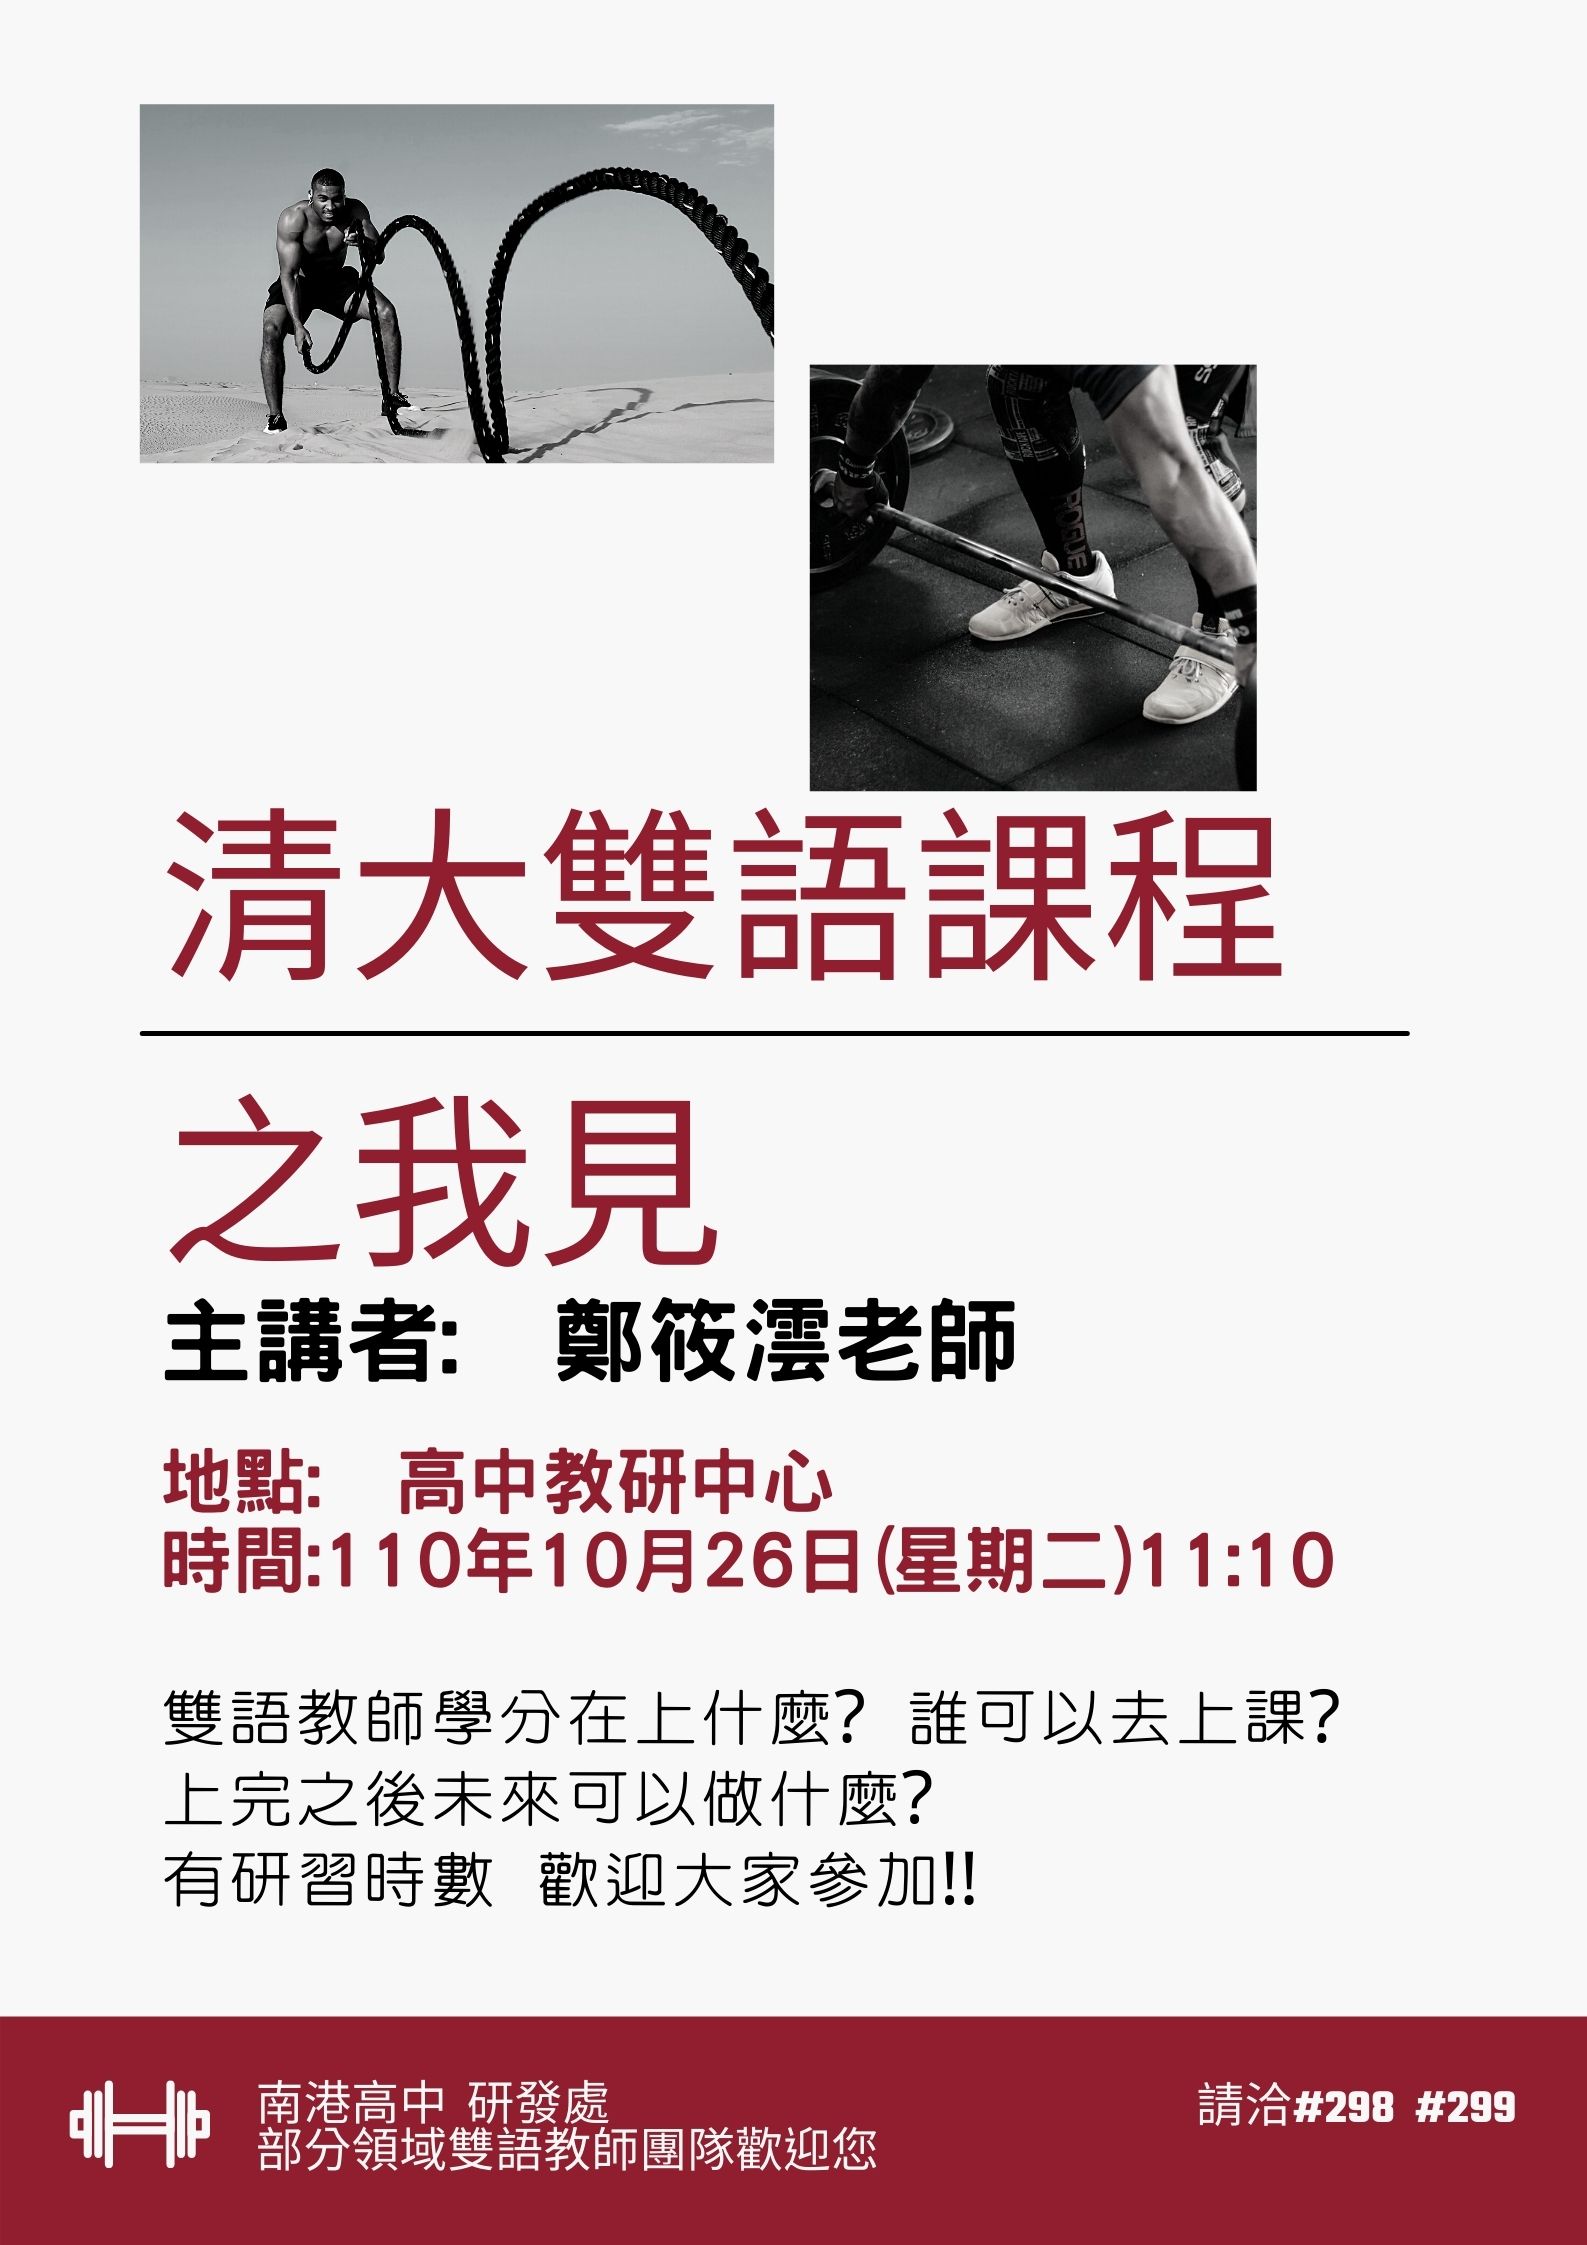 ROGUE
清大雙語課程
之我見
主講者: 鄭筱澐老師
地點: 高中教研中心
時間:110年10月26日(星期二)11:10
雙語教師學分在上什麼? 誰可以去上課?
上完之後未來可以做什麼?
有研習時數 歡迎大家參加!!
南港高中 研發處
部分領域雙語教師團隊歡迎您
請洽#298 #299